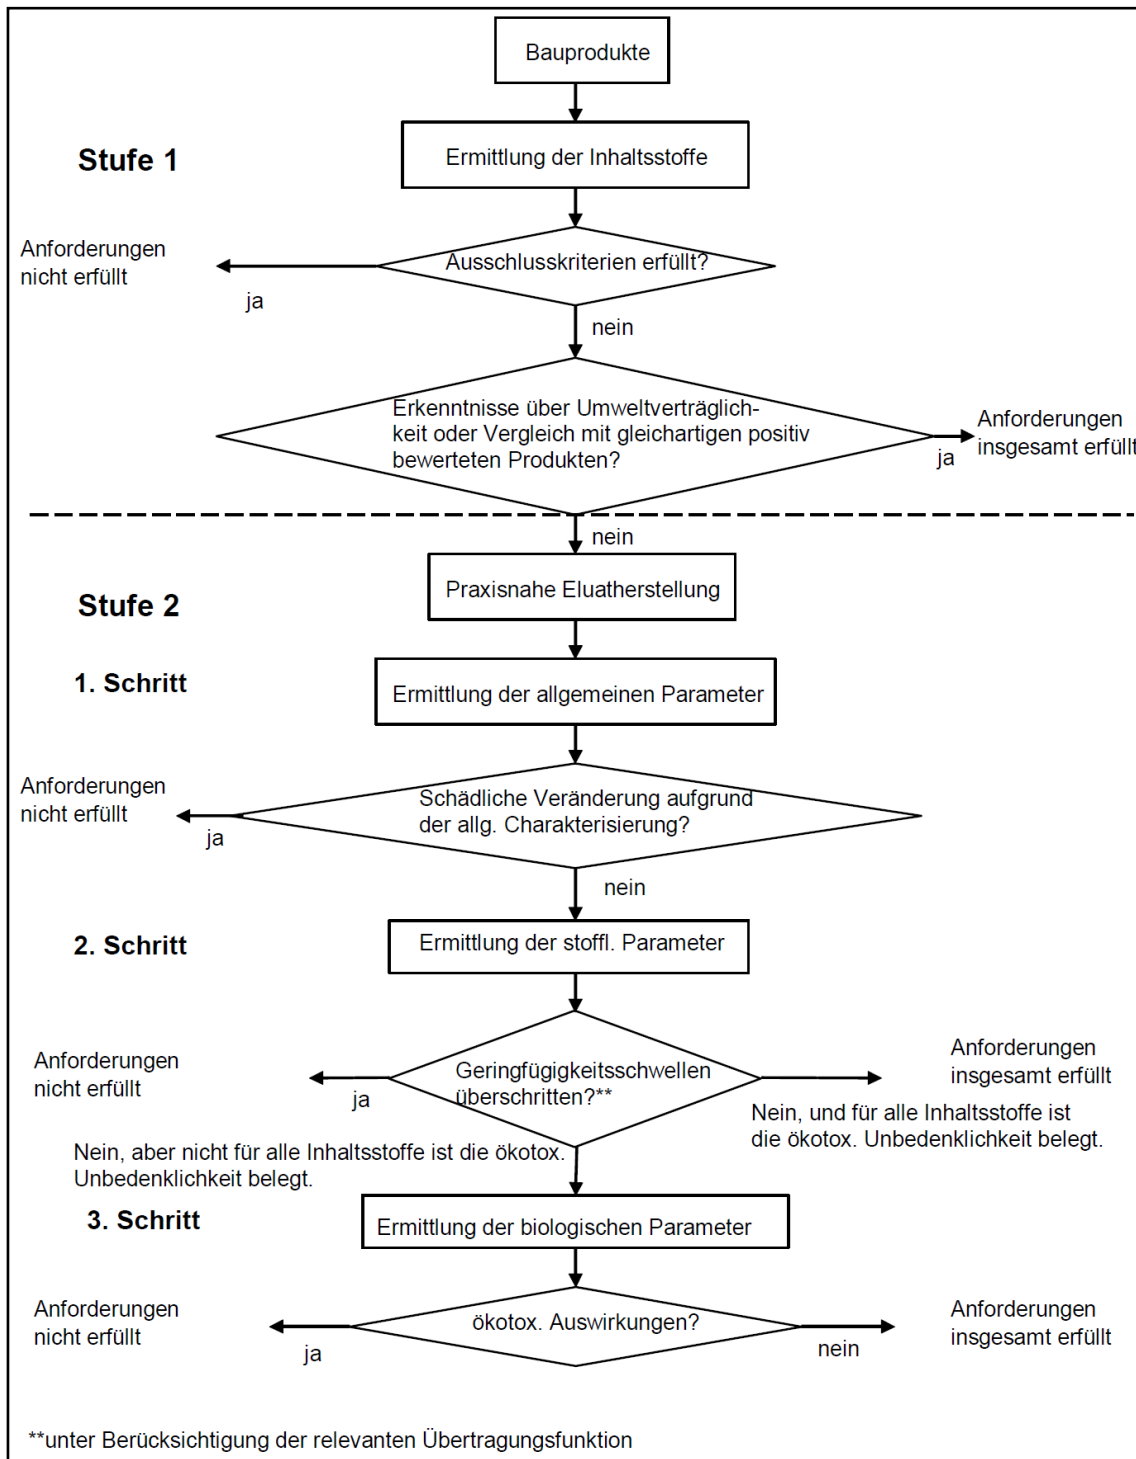 Bauprodukte
Stufe 1
Ermittlung der Inhaltsstoffe
Anforderungen
nicht erfüllt
Ausschlusskriterien erfüllt?
ja
nein
Erkenntnisse über Umweltverträglich-
keit oder Vergleich mit gleichartigen positiv
bewerteten Produkten?
Anforderungen
insgesamt erfüllt
ja
nein
Stufe 2
Praxisnahe Eluatherstellung
1. Schritt
Ermittlung der allgemeinen Parameter
Anforderungen
nicht erfüllt
Schädliche Veränderung aufgrund
der allg. Charakterisierung?
ja
nein
2. Schritt
Ermittlung der stoffl. Parameter
Anforderungen
nicht erfüllt
Geringfügigkeitsschwellen
überschritten?**
ja
Anforderungen
insgesamt erfüllt
Nein, und für alle Inhaltsstoffe ist
die ökotox. Unbedenklichkeit belegt.
Nein, aber nicht für alle Inhaltsstoffe ist die ökotox.
Unbedenklichkeit belegt.
3. Schritt
Ermittlung der biologischen Parameter
Anforderungen
nicht erfüllt
ökotox. Auswirkungen?
ja
nein
Anforderungen
insgesamt erfüllt
**unter Berücksichtigung der relevanten Übertragungsfunktion